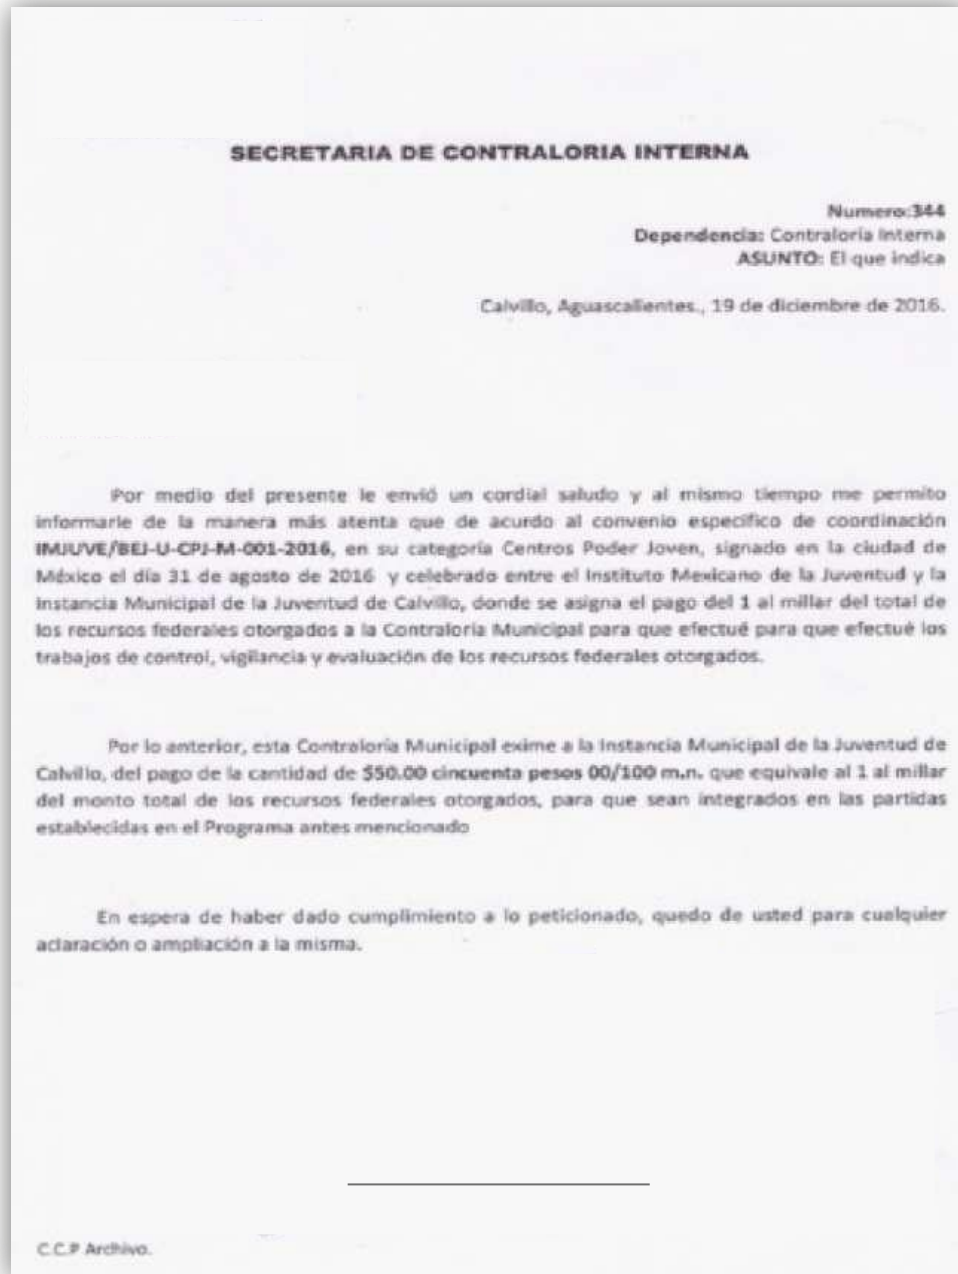 SECRETARIA DE CONTRALORIA INTERNA
Numero:344
Dependencia: Contraloría Interna
ASUNTO: El que indica
Calvillo, Aguascalientes., 19 de diciembre de 2016.
Por medio del presente le envió un cordial saludo y al mismo tiempo me permito
informarle de la manera más atenta que de acuerdo al convenio especifico de coordinación
IMJUVE/BEJ-U-CPJ-M-001-2016, en su categoría Centros Poder Joven, signado en la ciudad de
México el día 31 de agosto de 2016 y celebrado entre el Instituto Mexicano de la Juventud y la
Instancia Municipal de la Juventud de Calvillo, donde se asigna el pago del 1 al millar del total de
los recursos federales otorgados a la Contraloría Municipal para que efectué para que efectué los
trabajos de control, vigilancia y evaluación de los recursos federales otorgados.
Por lo anterior, esta Contraloría Municipal exime a la Instancia Municipal de la Juventud de
Calvillo, del pago de la cantidad de $50.00 cincuenta pesos 00/100 m.n. que equivale al 1 al millar
del monto total de los recursos federales otorgados, para que sean integrados en las partidas
establecidas en el Programa antes mencionado
En espera de haber dado cumplimiento a lo peticionado, quedo de usted para cualquier
aclaración o ampliación a la misma.
C.C.P Archivo.